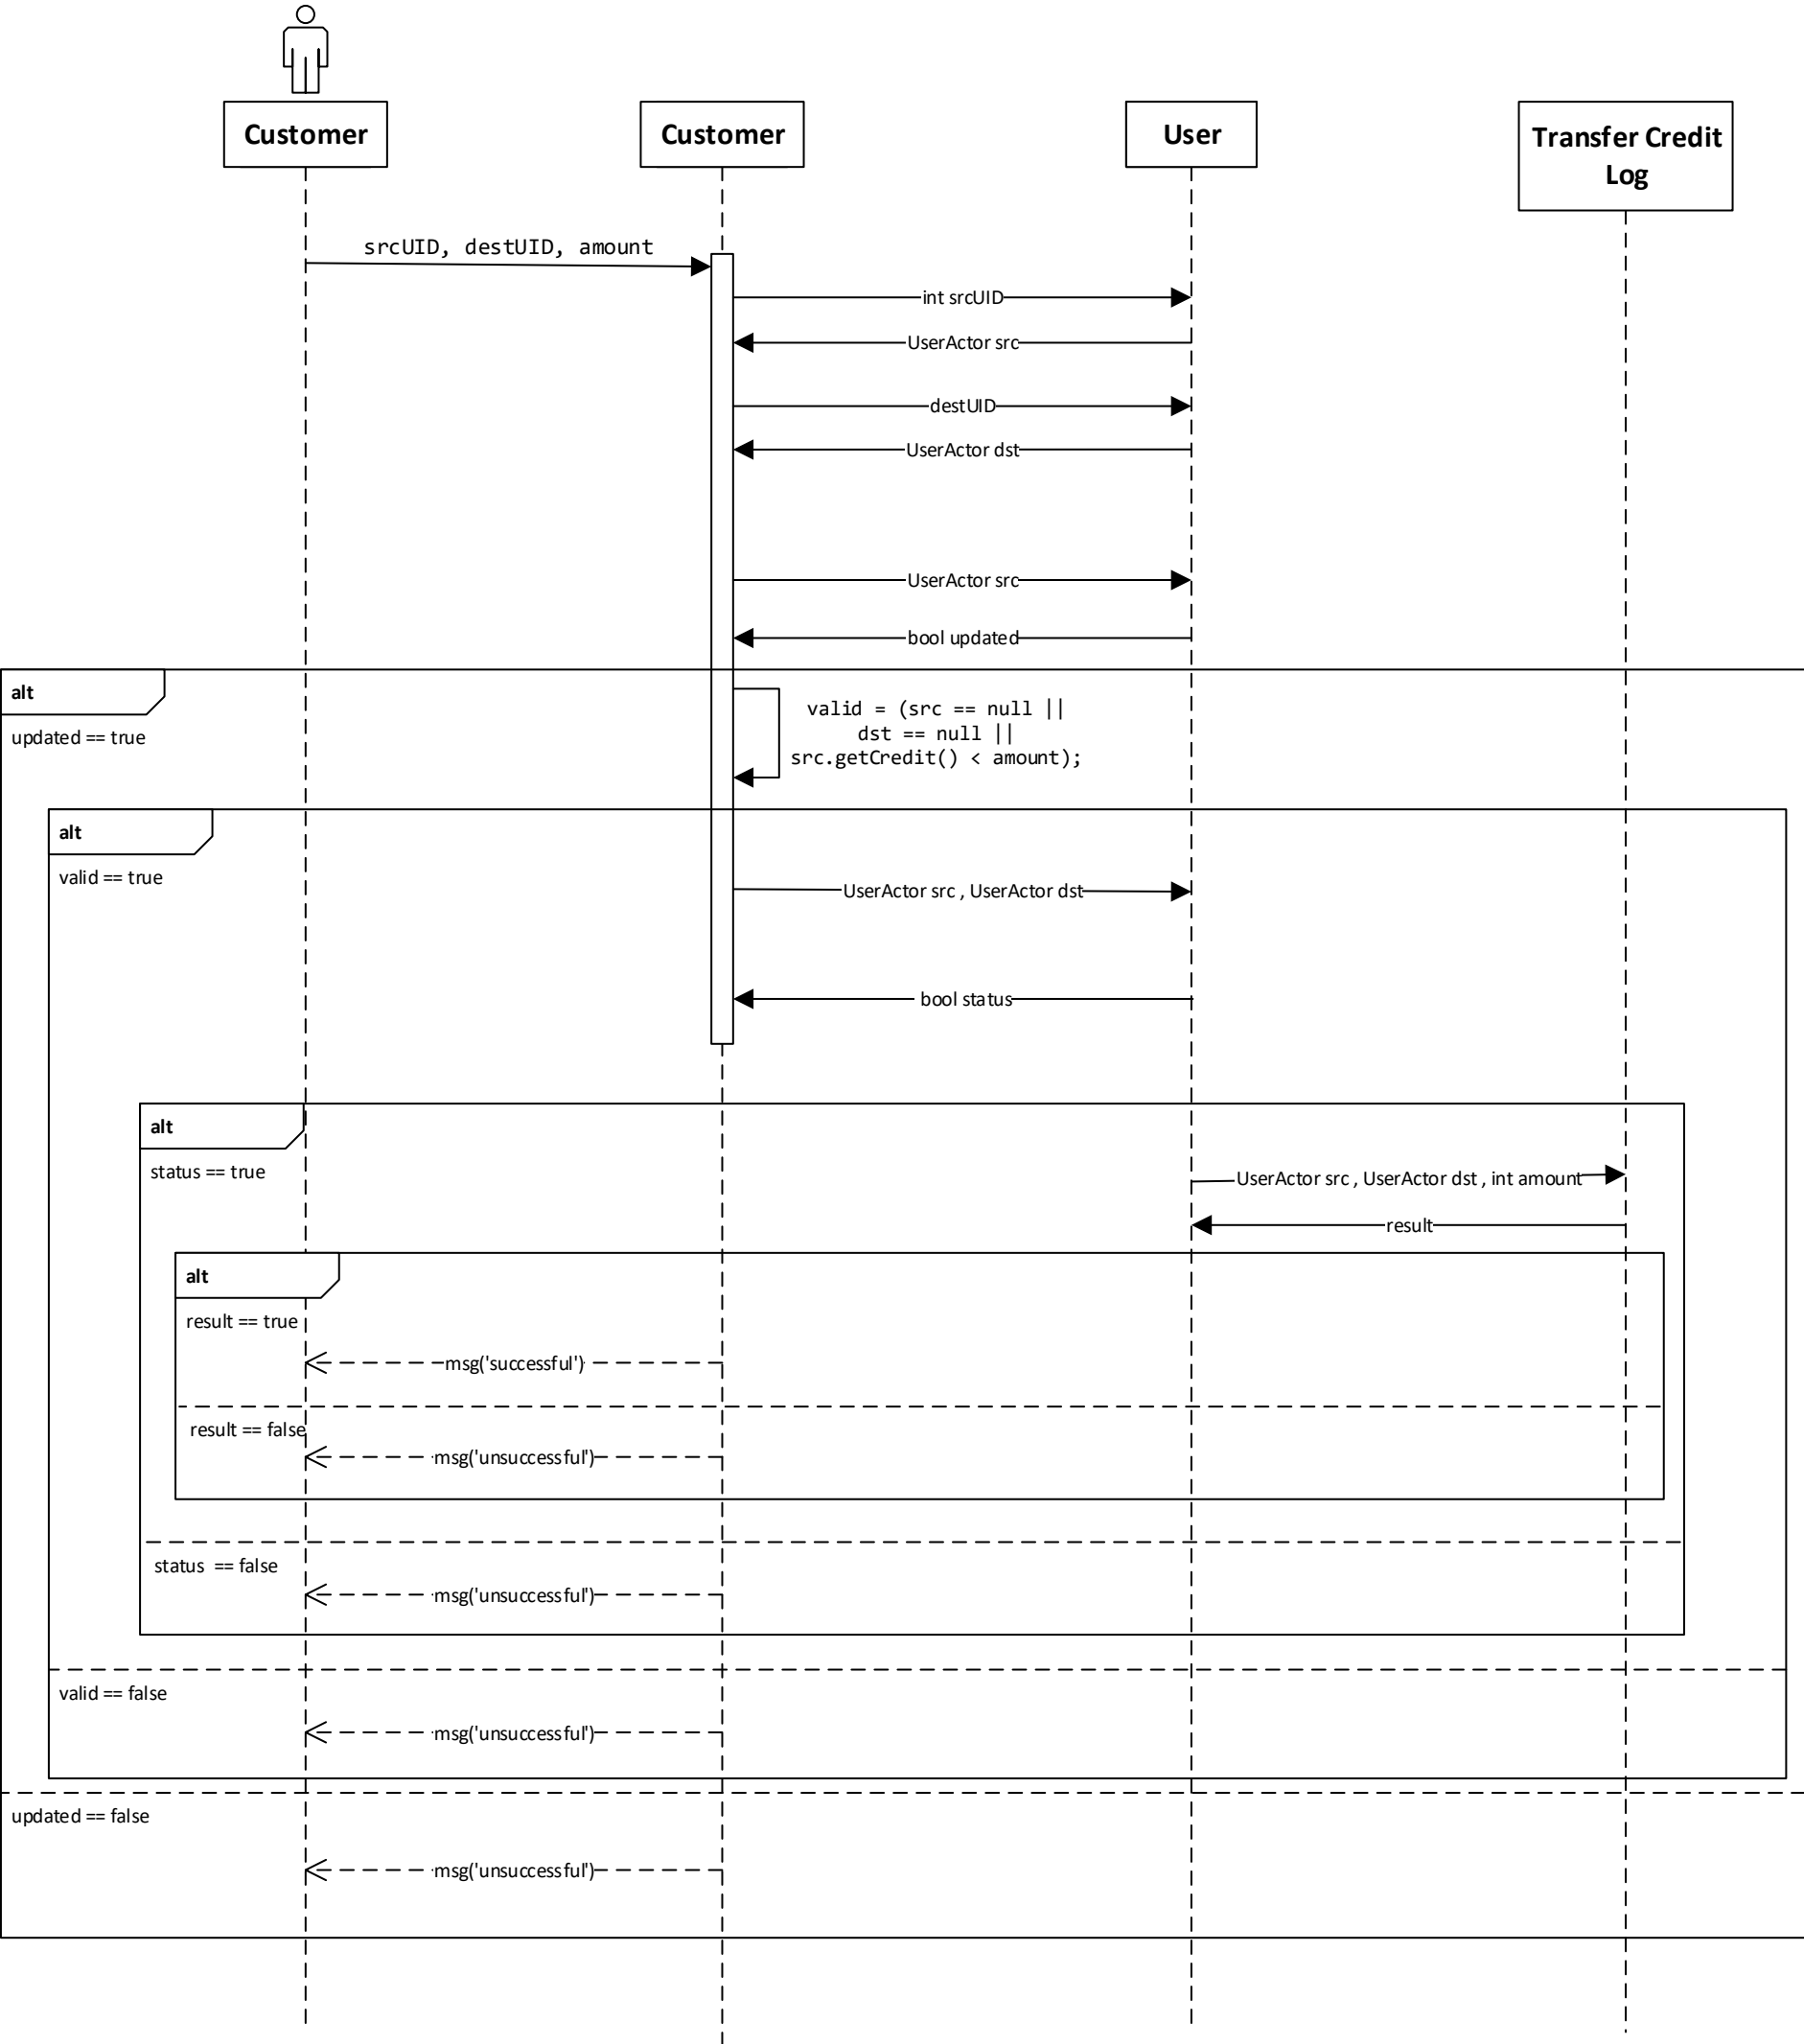 Customer
Customer
User
Transfer Credit
Log
srcUID, destUID, amount
int srcUID
UserActor src
destUID
UserActor dst
UserActor src
bool updated
alt
updated == true
valid = (src == null ||
dst == null ||
src.getCredit() < amount);
alt
valid == true
UserActor src , UserActor dst
bool status
alt
status == true
UserActor src , UserActor dst , int amount
result
alt
result == true
msg('successful')
result == false
msg('unsuccessful')
status == false
msg('unsuccessful')
valid == false
msg('unsuccessful')
updated == false
msg('unsuccessful')